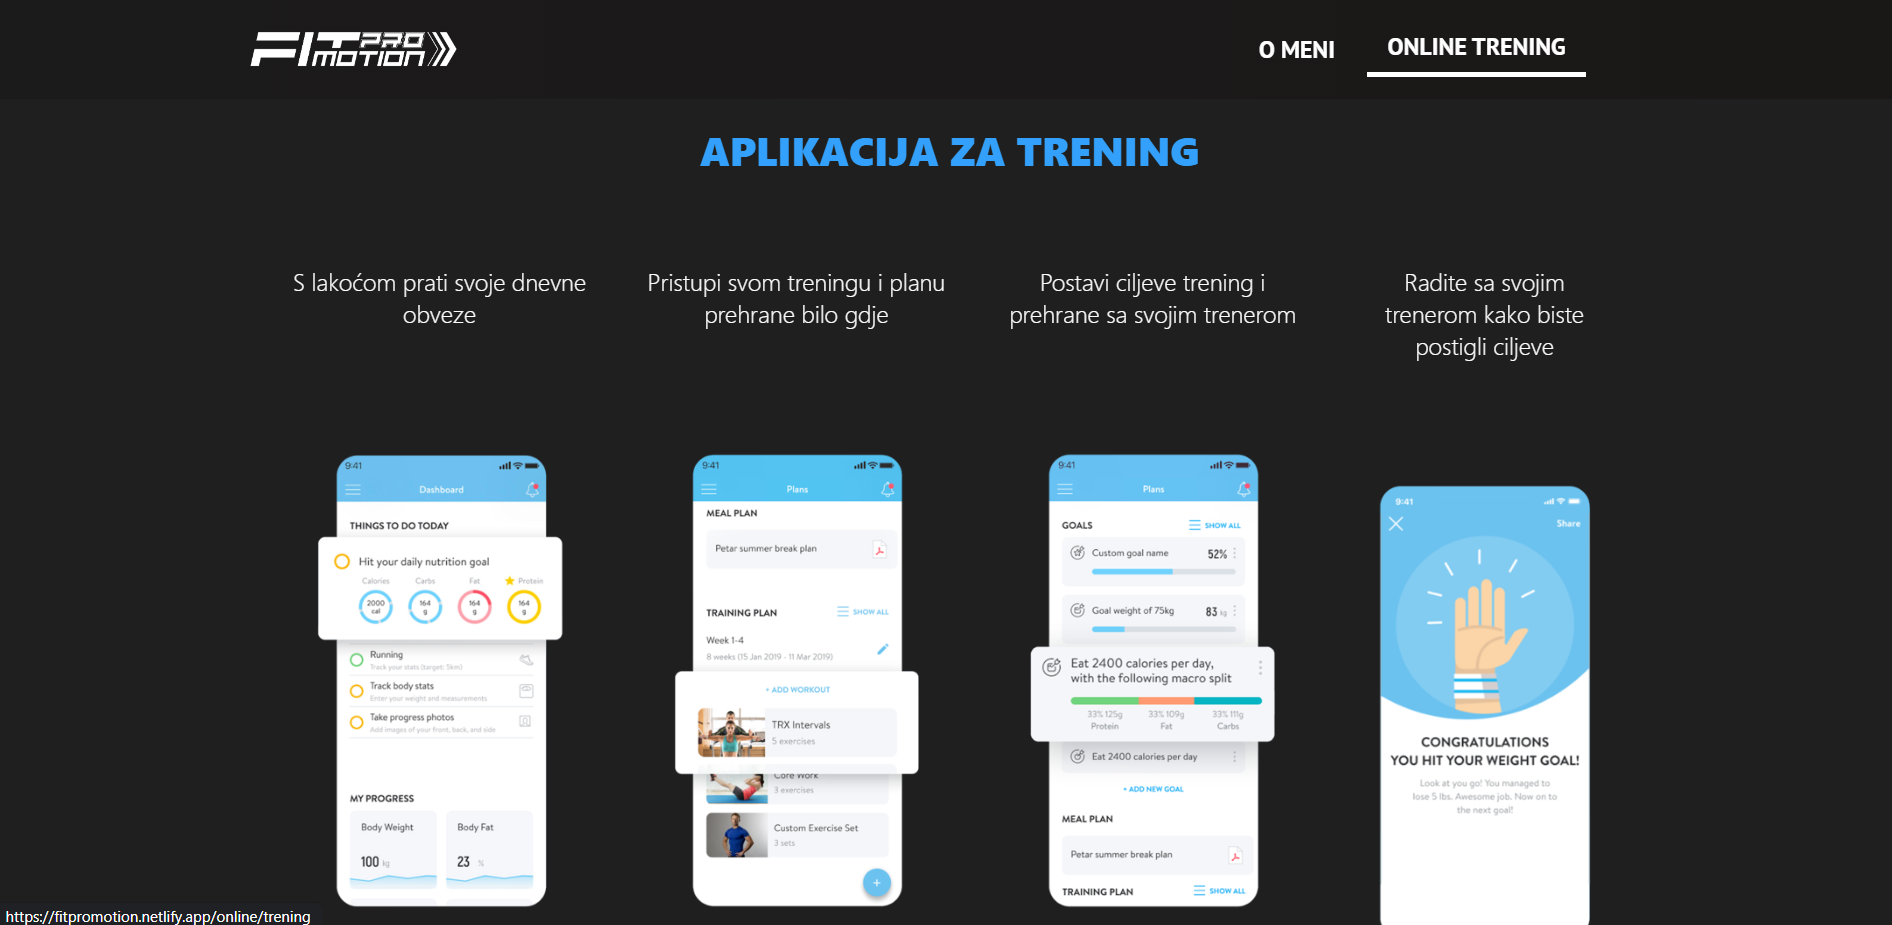 FIT PRO MOTION
O MENI
ONLINE TRENING
APLIKACIJA ZA TRENING
S lakoćom prati svoje dnevne
obveze
Pristupi svom treningu i planu
prehrane bilo gdje
Postavi ciljeve trening i
prehrane sa svojim trenerom
Radite sa svojim
trenerom kako biste
postigli ciljeve
9:41
Dashboard
THINGS TO DO TODAY
Hit your daily nutrition goal
Calories Carbs Fat Protein
2000 cal 164 g 164 g 164 g
Running
Track your stats (target: 5km)
Track body stats
Enter your weight and measurements
Take progress photos
Add images of your front, back, and side
MY PROGRESS
Body Weight Body Fat
100 kg 23 %
9:41
Plans
MEAL PLAN
Petar summer break plan
TRAINING PLAN SHOW ALL
Week 1-4
8 weeks (15 Jan 2019 - 11 Mar 2019)
+ ADD WORKOUT
TRX Intervals
5 exercises
Core Work
3 exercises
Custom Exercise Set
3 sets
+
9:41
Plans
GOALS SHOW ALL
Custom goal name 52%
Goal weight of 75kg 83 kg
Eat 2400 calories per day,
with the following macro split
33% 125g 33% 109g 33% 111g
Protein Fat Carbs
Eat 2400 calories per day
+ ADD NEW GOAL
MEAL PLAN
Petar summer break plan
TRAINING PLAN SHOW ALL
9:41
Share
CONGRATULATIONS
YOU HIT YOUR WEIGHT GOAL!
Look at you go! You managed to
lose 5 lbs. Awesome job. Now on to
the next goal!
https://fitpromotion.netlify.app/online/trening